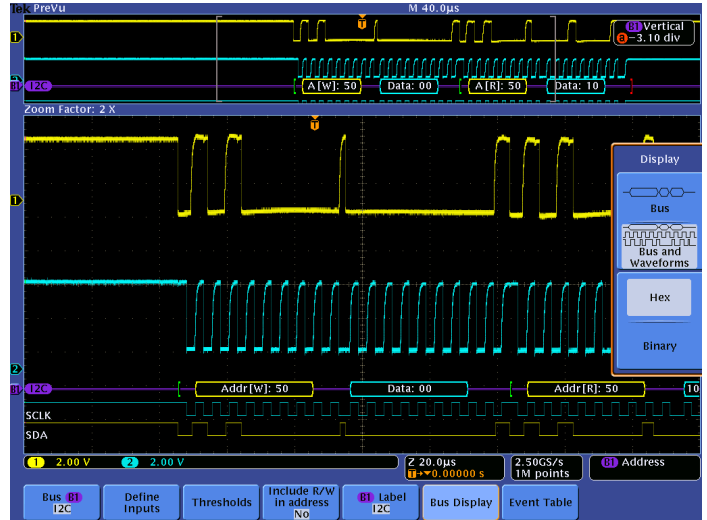 Tek PreVu M 40.0µs
T
B1 Vertical
a -3.10 div
1
2
B1 I2C A[W]: 50 Data: 00 A[R]: 50 Data: 10
Zoom Factor: 2 X
T
Display
Bus
Bus and
Waveforms
Hex
Binary
1
2
B1 I2C Addr[W]: 50 Data: 00 Addr[R]: 50 10
SCLK
SDA
1 2.00 V 2 2.00 V
Z 20.0µs
T→▼0.00000 s
2.50GS/s
1M points
B1 Address
Bus B1
I2C
Define
Inputs
Thresholds
Include R/W
in address
No
B1 Label
I2C
Bus Display
Event Table